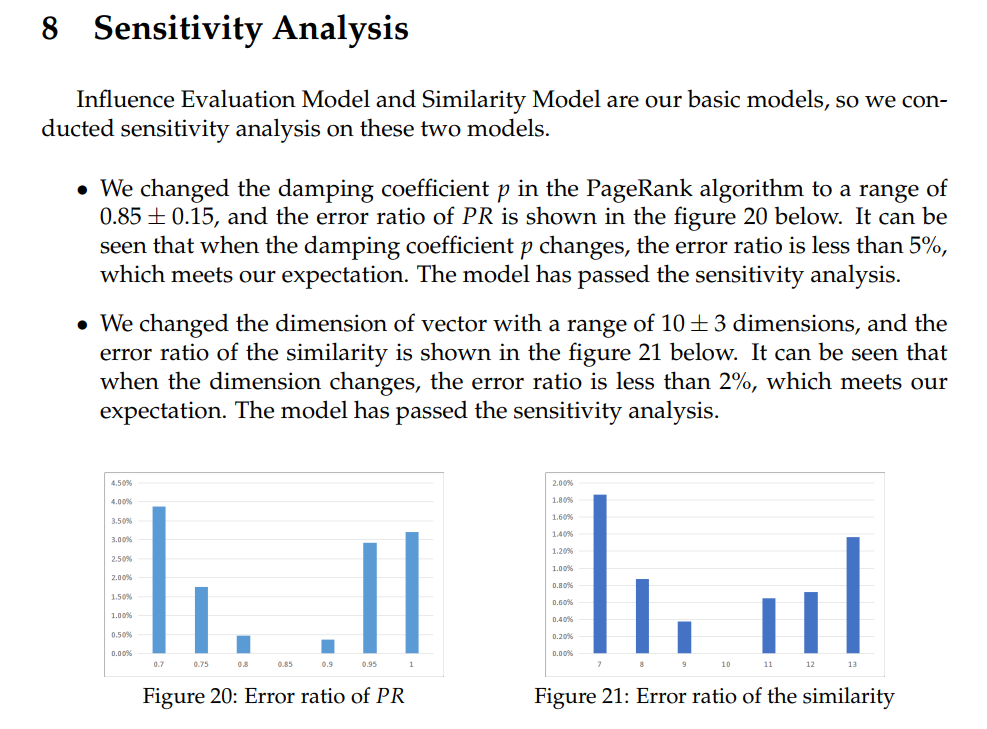 8 Sensitivity Analysis
Influence Evaluation Model and Similarity Model are our basic models, so we con-
ducted sensitivity analysis on these two models.
• We changed the damping coefficient p in the PageRank algorithm to a range of
0.85 ± 0.15, and the error ratio of PR is shown in the figure 20 below. It can be
seen that when the damping coefficient p changes, the error ratio is less than 5%,
which meets our expectation. The model has passed the sensitivity analysis.
• We changed the dimension of vector with a range of 10 ± 3 dimensions, and the
error ratio of the similarity is shown in the figure 21 below. It can be seen that
when the dimension changes, the error ratio is less than 2%, which meets our
expectation. The model has passed the sensitivity analysis.
4.50%
4.00%
3.50%
3.00%
2.50%
2.00%
1.50%
1.00%
0.50%
0.00%
0.7 0.75 0.8 0.85 0.9 0.95 1
Figure 20: Error ratio of PR
2.00%
1.80%
1.60%
1.40%
1.20%
1.00%
0.80%
0.60%
0.40%
0.20%
0.00%
7 8 9 10 11 12 13
Figure 21: Error ratio of the similarity